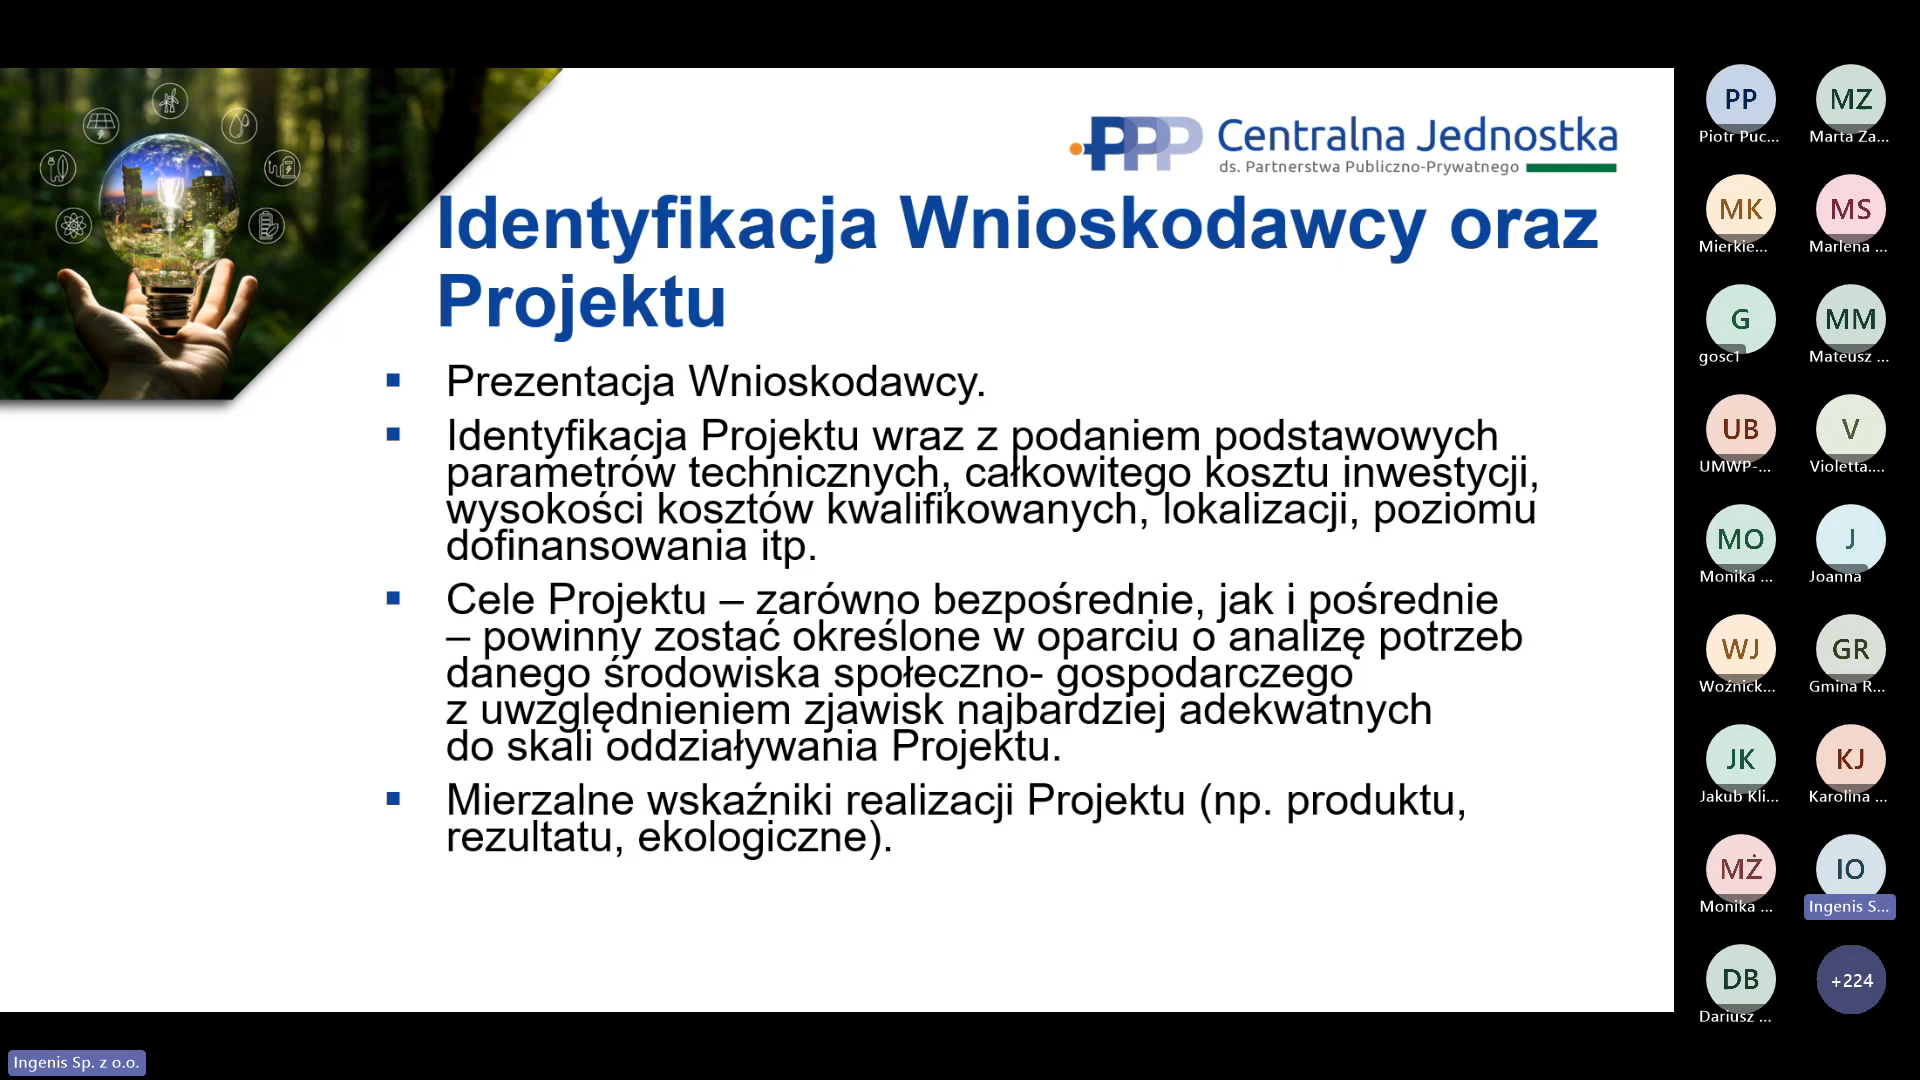 PPP Centralna Jednostka
ds. Partnerstwa Publiczno-Prywatnego
Identyfikacja Wnioskodawcy oraz
Projektu
▪ Prezentacja Wnioskodawcy.
▪ Identyfikacja Projektu wraz z podaniem podstawowych
parametrów technicznych, całkowitego kosztu inwestycji,
wysokości kosztów kwalifikowanych, lokalizacji, poziomu
dofinansowania itp.
▪ Cele Projektu – zarówno bezpośrednie, jak i pośrednie
– powinny zostać określone w oparciu o analizę potrzeb
danego środowiska społeczno- gospodarczego
z uwzględnieniem zjawisk najbardziej adekwatnych
do skali oddziaływania Projektu.
▪ Mierzalne wskaźniki realizacji Projektu (np. produktu,
rezultatu, ekologiczne).
PP MZ
Piotr Puc... Marta Za...
MK MS
Mierkie... Marlena ...
G MM
gosc1 Mateusz ...
UB V
UMWP-... Violetta....
MO J
Monika ... Joanna
WJ GR
Woźnick... Gmina R...
JK KJ
Jakub Kli... Karolina ...
MŻ IO
Monika ... Ingenis S...
DB +224
Dariusz ...
Ingenis Sp. z o.o.